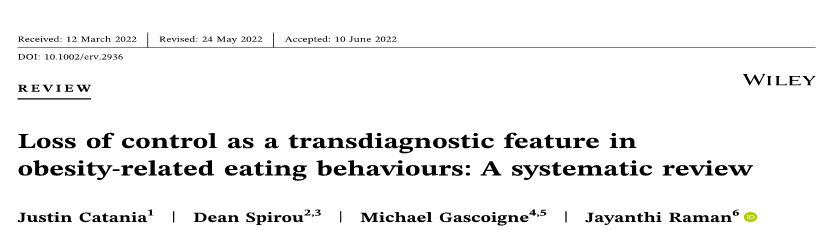 Received: 12 March 2022 | Revised: 24 May 2022 | Accepted: 10 June 2022
DOI: 10.1002/erv.2936
REVIEW
WILEY
Loss of control as a transdiagnostic feature in
obesity-related eating behaviours: A systematic review
Justin Catania1 | Dean Spirou2,3 | Michael Gascoigne4,5 | Jayanthi Raman6 iD